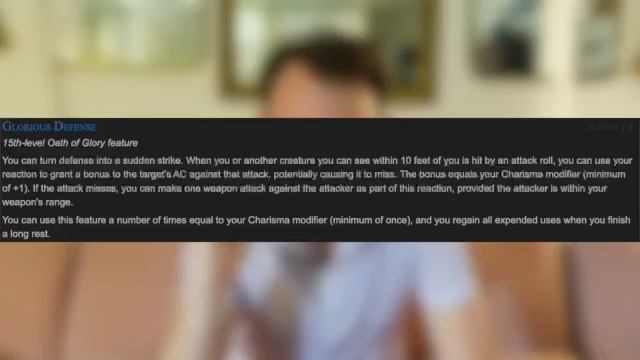 GLORIOUS DEFENSE
15th-level Oath of Glory feature
You can turn defense into a sudden strike. When you or another creature you can see within 10 feet of you is hit by an attack roll, you can use your
reaction to grant a bonus to the target's AC against that attack, potentially causing it to miss. The bonus equals your Charisma modifier (minimum
of +1). If the attack misses, you can make one weapon attack against the attacker as part of this reaction, provided the attacker is within your
weapon's range.
You can use this feature a number of times equal to your Charisma modifier (minimum of once), and you regain all expended uses when you finish
a long rest.